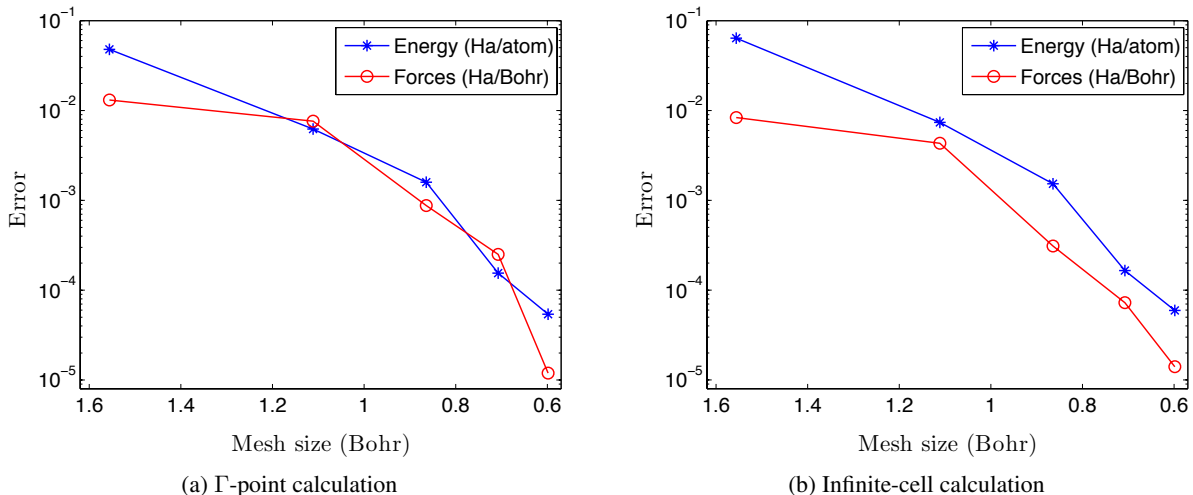 10^-1
10^-2
10^-3
10^-4
10^-5
Error
Energy (Ha/atom)
Forces (Ha/Bohr)
1.6 1.4 1.2 1 0.8 0.6
Mesh size (Bohr)
(a) Γ-point calculation
10^-1
10^-2
10^-3
10^-4
10^-5
Error
Energy (Ha/atom)
Forces (Ha/Bohr)
1.6 1.4 1.2 1 0.8 0.6
Mesh size (Bohr)
(b) Infinite-cell calculation